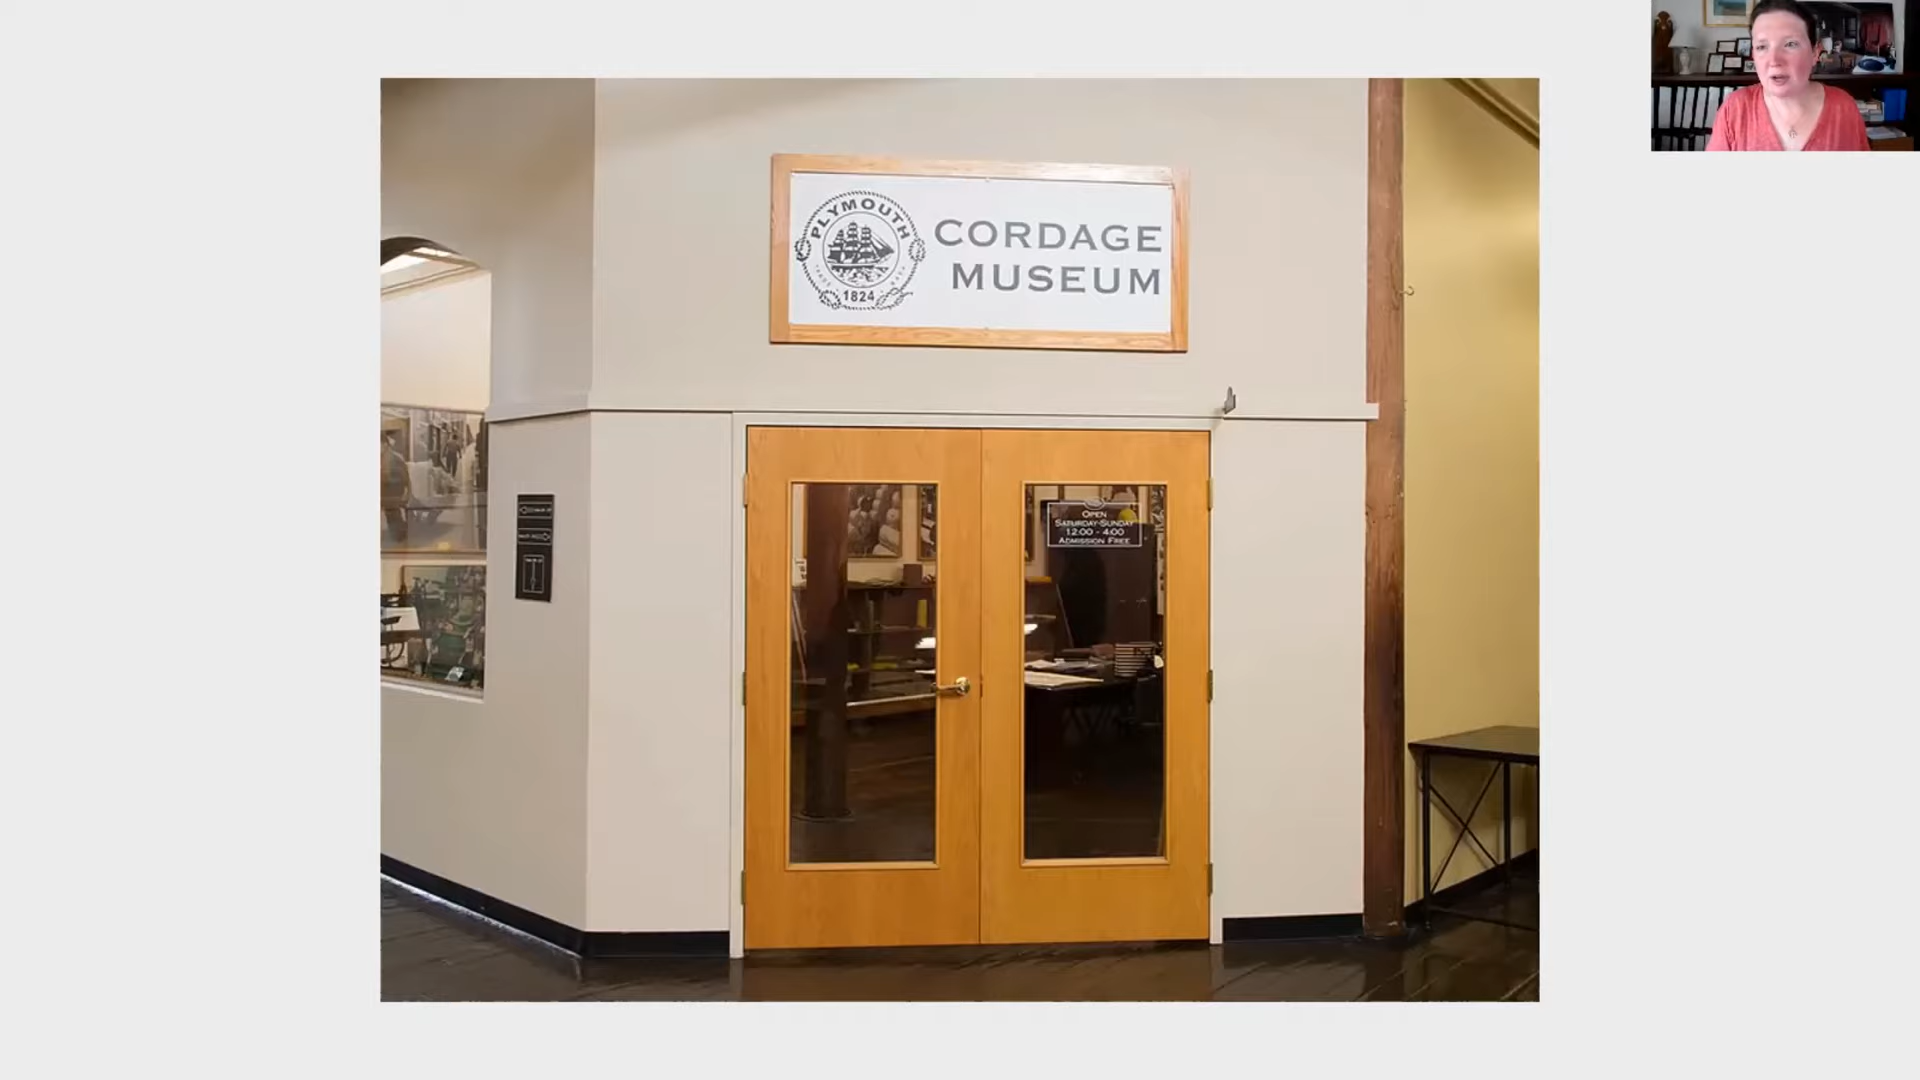 PLYMOUTH
1824
CORDAGE
MUSEUM
OPEN
SATURDAY-SUNDAY
12:00 - 4:00
ADMISSION FREE